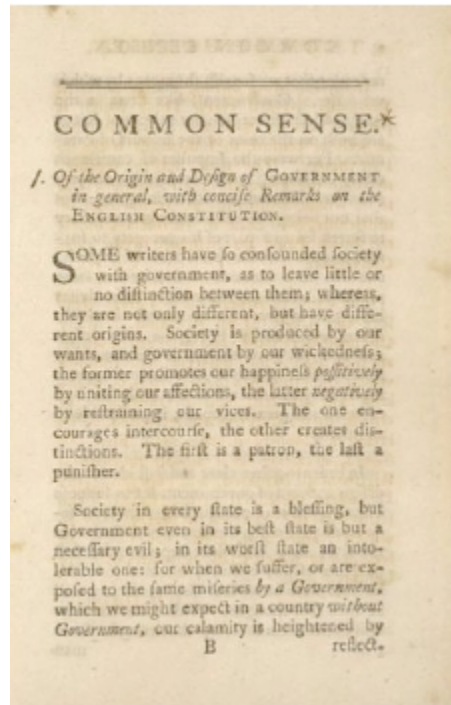 COMMON SENSE.*
1. Of the Origin and Deſign of GOVERNMENT
in general, with conciſe Remarks on the
ENGLISH CONSTITUTION.
SOME writers have ſo confounded ſociety
with government, as to leave little or
no diſtinction between them; whereas,
they are not only different, but have diffe-
rent origins. Society is produced by our
wants, and government by our wickedneſs;
the former promotes our happineſs poſitively
by uniting our affections, the latter negatively
by reſtraining our vices. The one en-
courages intercourſe, the other creates diſ-
tinctions. The firſt is a patron, the laſt a
puniſher.
Society in every ſtate is a bleſſing, but
Government even in its beſt ſtate is but a
neceſſary evil; in its worſt ſtate an into-
lerable one: for when we ſuffer, or are ex-
poſed to the ſame miſeries by a Government,
which we might expect in a country without
Government, our calamity is heightened by
B reflect-